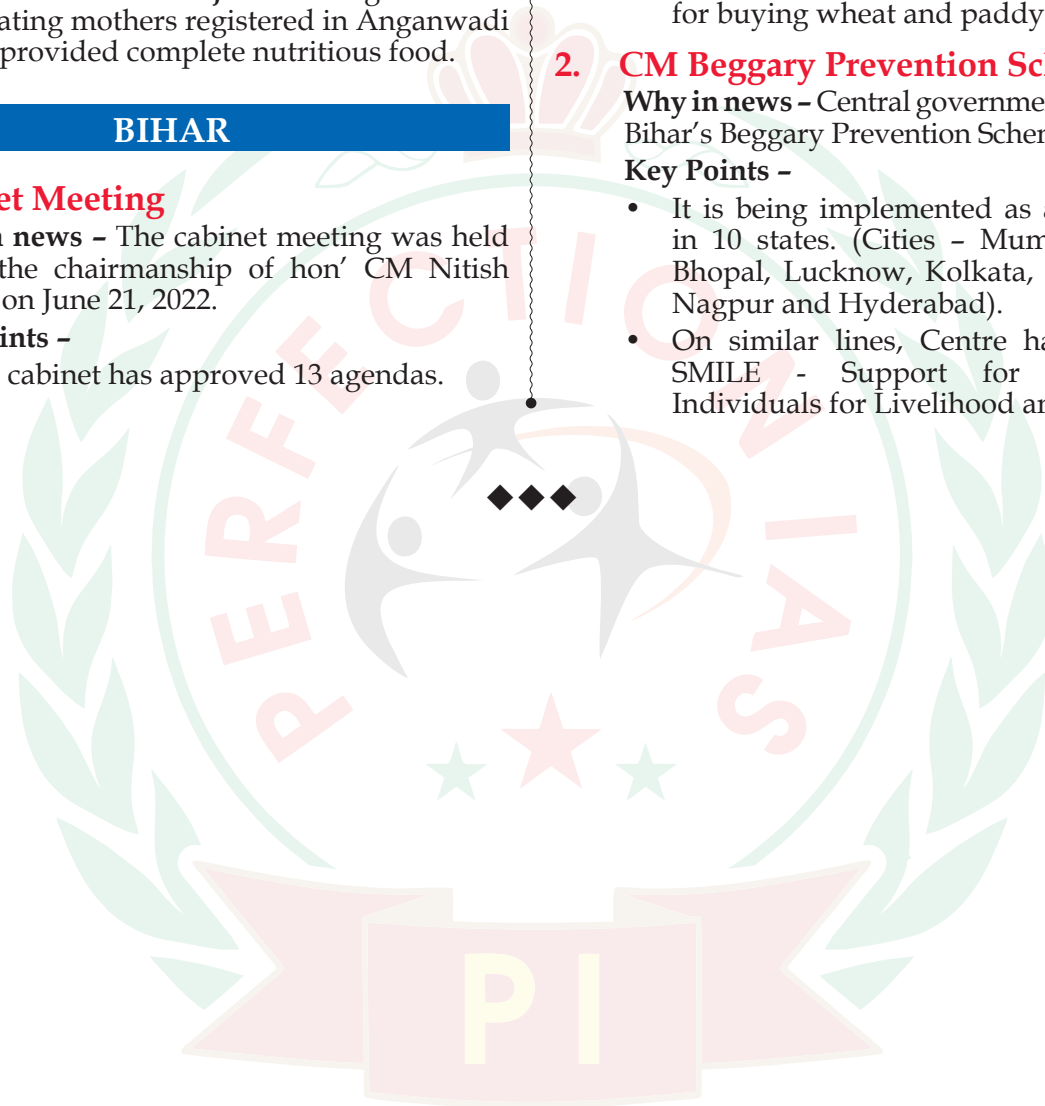 ating mothers registered in Anganwadi
provided complete nutritious food.
BIHAR
et Meeting
news – The cabinet meeting was held
the chairmanship of hon' CM Nitish
on June 21, 2022.
ints –
cabinet has approved 13 agendas.
for buying wheat and paddy
2. CM Beggary Prevention Sc
Why in news – Central governme
Bihar's Beggary Prevention Schem
Key Points –
• It is being implemented as a
in 10 states. (Cities – Mum
Bhopal, Lucknow, Kolkata,
Nagpur and Hyderabad).
• On similar lines, Centre ha
SMILE - Support for
Individuals for Livelihood an
PERFECTION IAS
PI